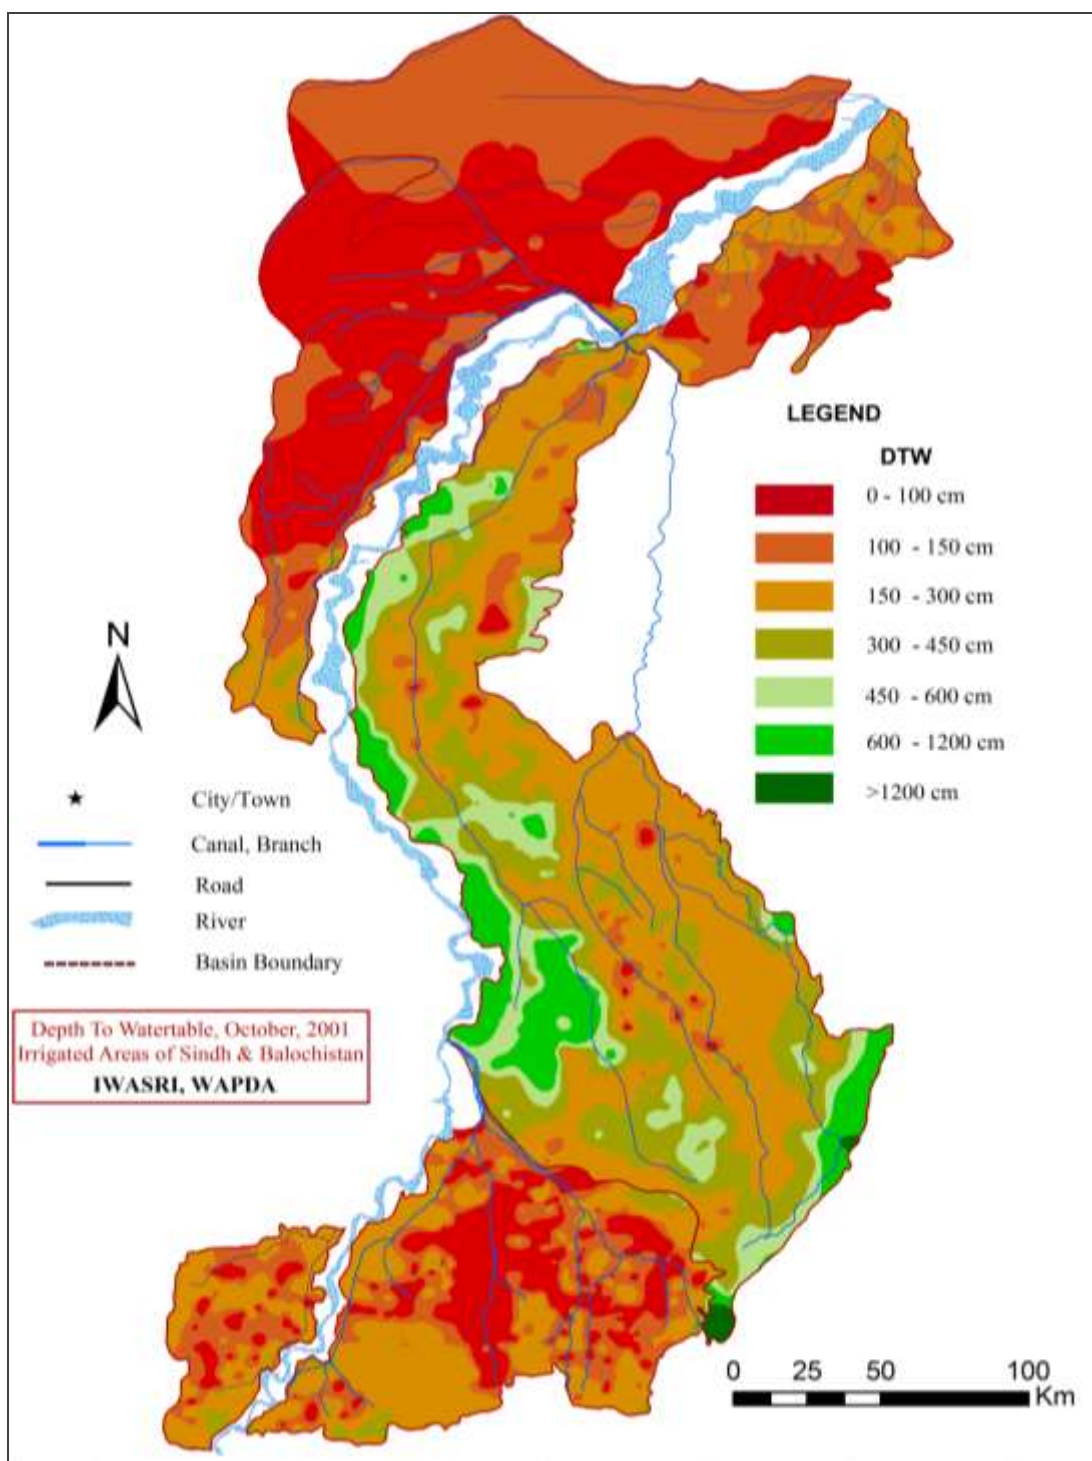 LEGEND
DTW
0 - 100 cm
100 - 150 cm
150 - 300 cm
300 - 450 cm
450 - 600 cm
600 - 1200 cm
>1200 cm
N
City/Town
Canal, Branch
Road
River
Basin Boundary
Depth To Watertable, October, 2001
Irrigated Areas of Sindh & Balochistan
IWASRI, WAPDA
0 25 50 100
Km